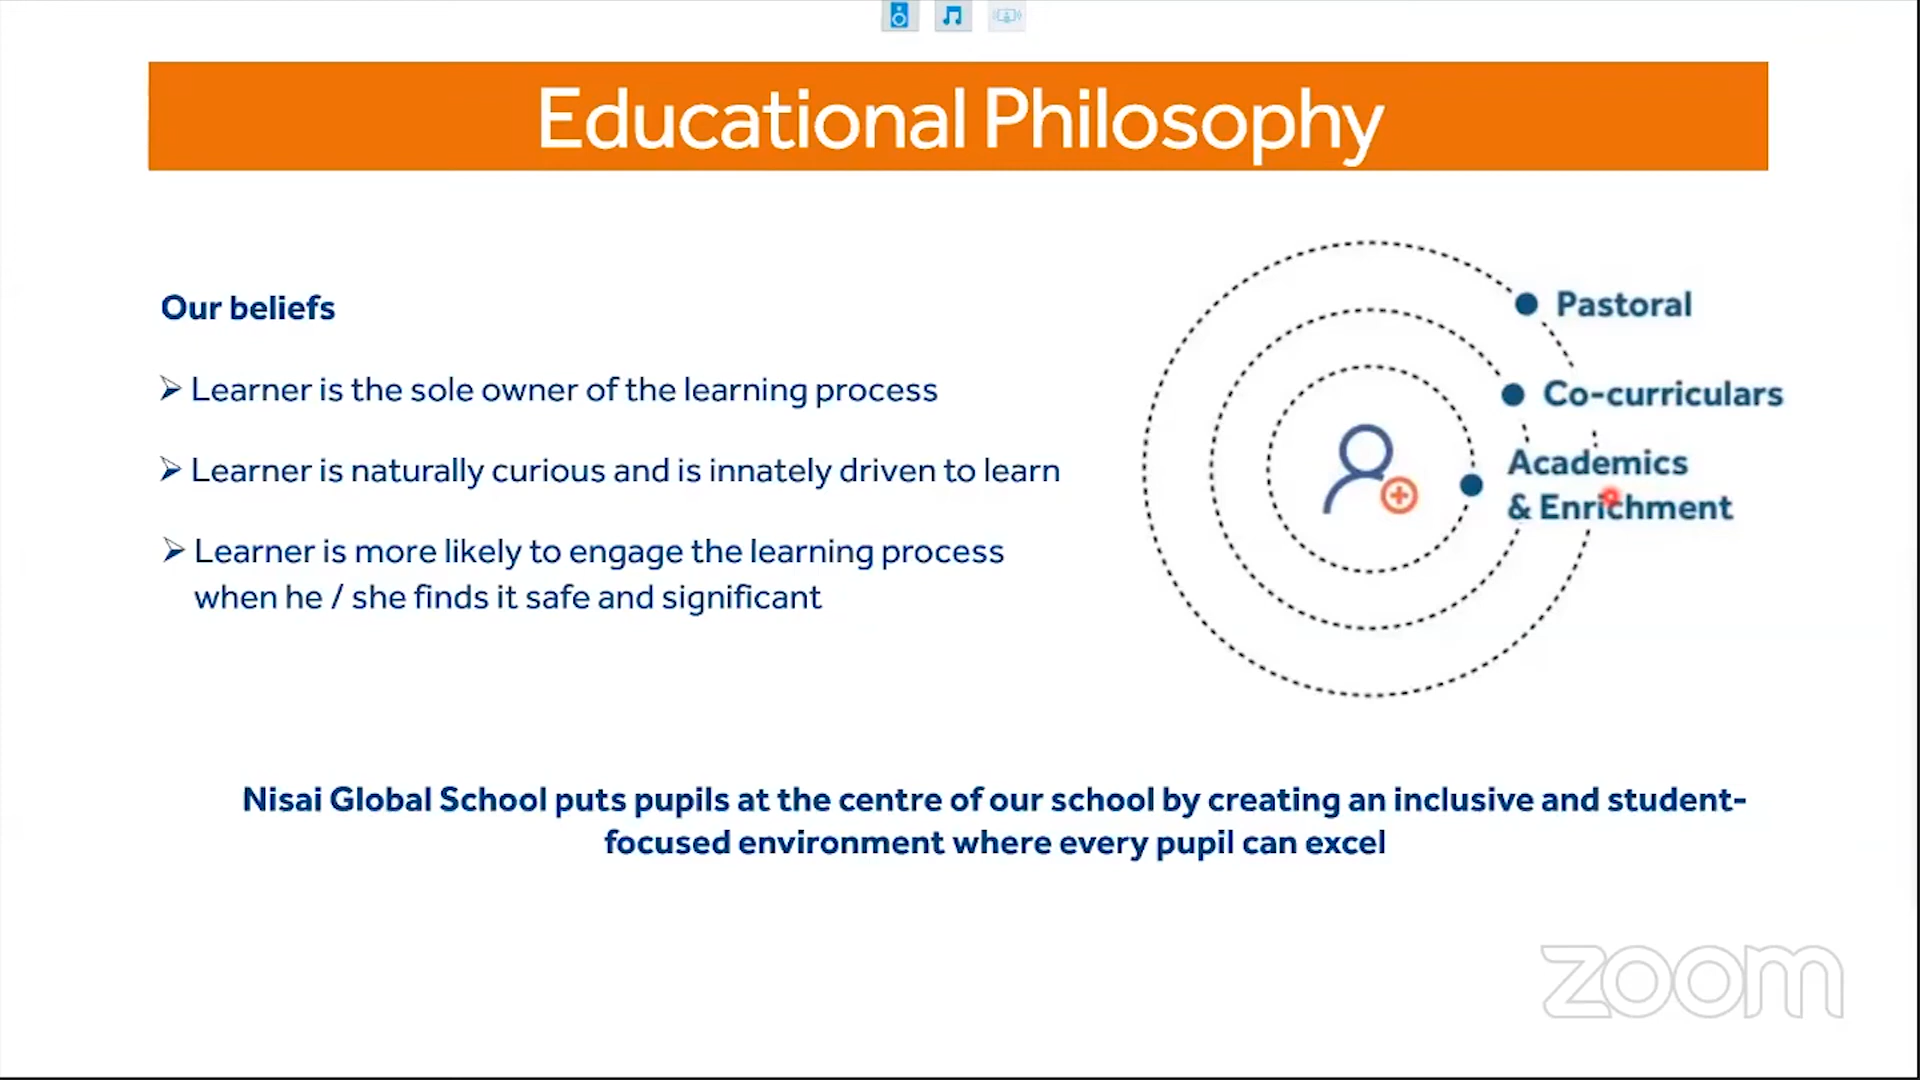 Educational Philosophy
Our beliefs
➢ Learner is the sole owner of the learning process
➢ Learner is naturally curious and is innately driven to learn
➢ Learner is more likely to engage the learning process
when he / she finds it safe and significant
Pastoral
Co-curriculars
Academics
& Enrichment
Nisai Global School puts pupils at the centre of our school by creating an inclusive and student-
focused environment where every pupil can excel
zoom